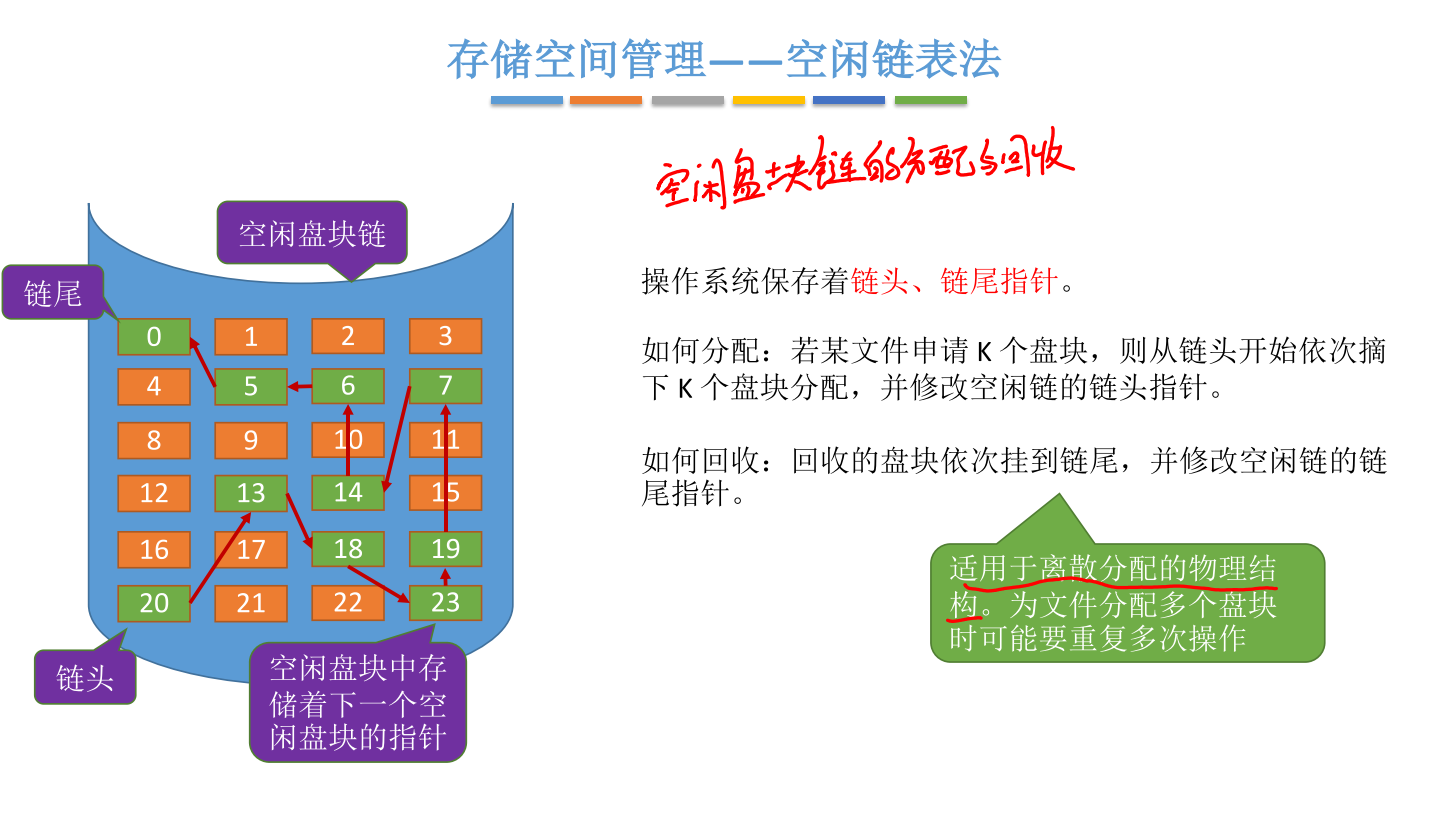 存储空间管理——空闲链表法
空闲盘块链的分配与回收
空闲盘块链
链尾
0 1 2 3
4 5 6 7
8 9 10 11
12 13 14 15
16 17 18 19
20 21 22 23
链头
空闲盘块中存
储着下一个空
闲盘块的指针
操作系统保存着链头、链尾指针。
如何分配：若某文件申请 K 个盘块，则从链头开始依次摘
下 K 个盘块分配，并修改空闲链的链头指针。
如何回收：回收的盘块依次挂到链尾，并修改空闲链的链
尾指针。
适用于离散分配的物理结
构。为文件分配多个盘块
时可能要重复多次操作